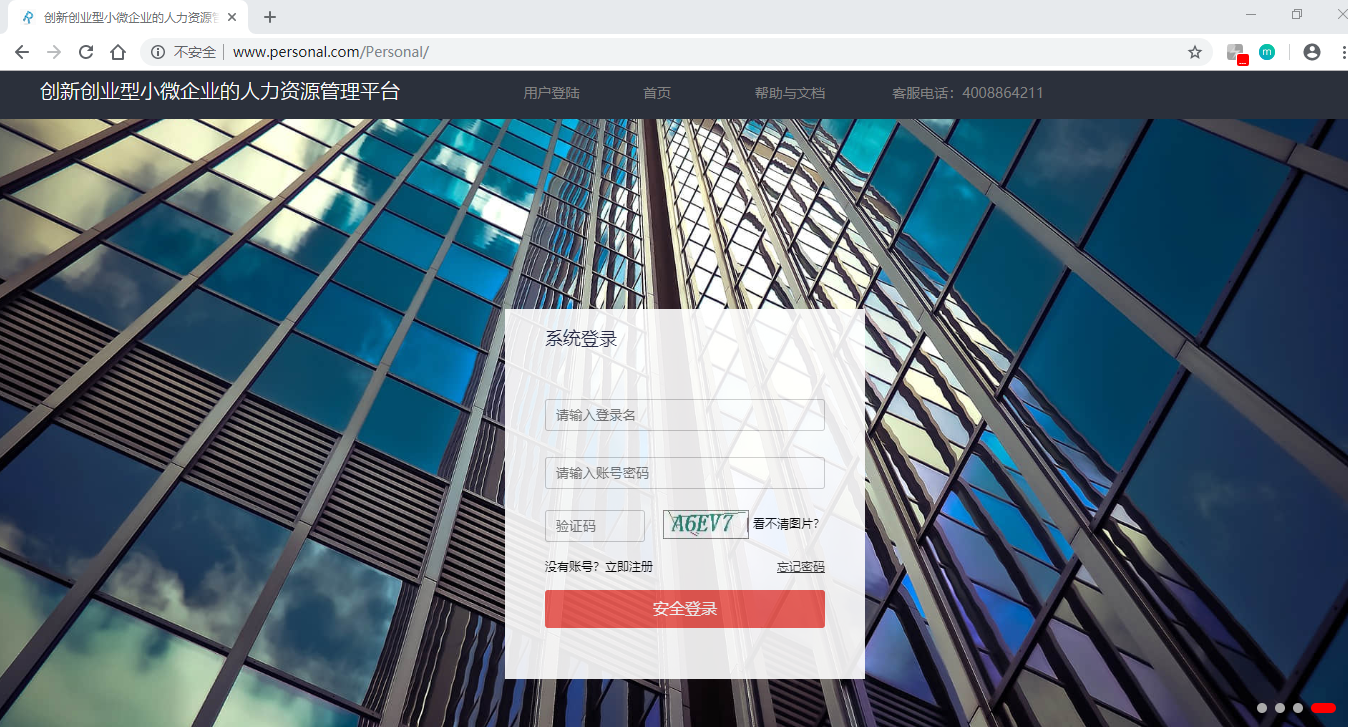 创新创业型小微企业的人力资源
不安全
www.personal.com/Personal/
m
创新创业型小微企业的人力资源管理平台
用户登陆
首页
帮助与文档
客服电话：4008864211
系统登录
请输入登录名
请输入账号密码
验证码
A6EV7
看不清图片?
没有账号？立即注册
忘记密码
安全登录